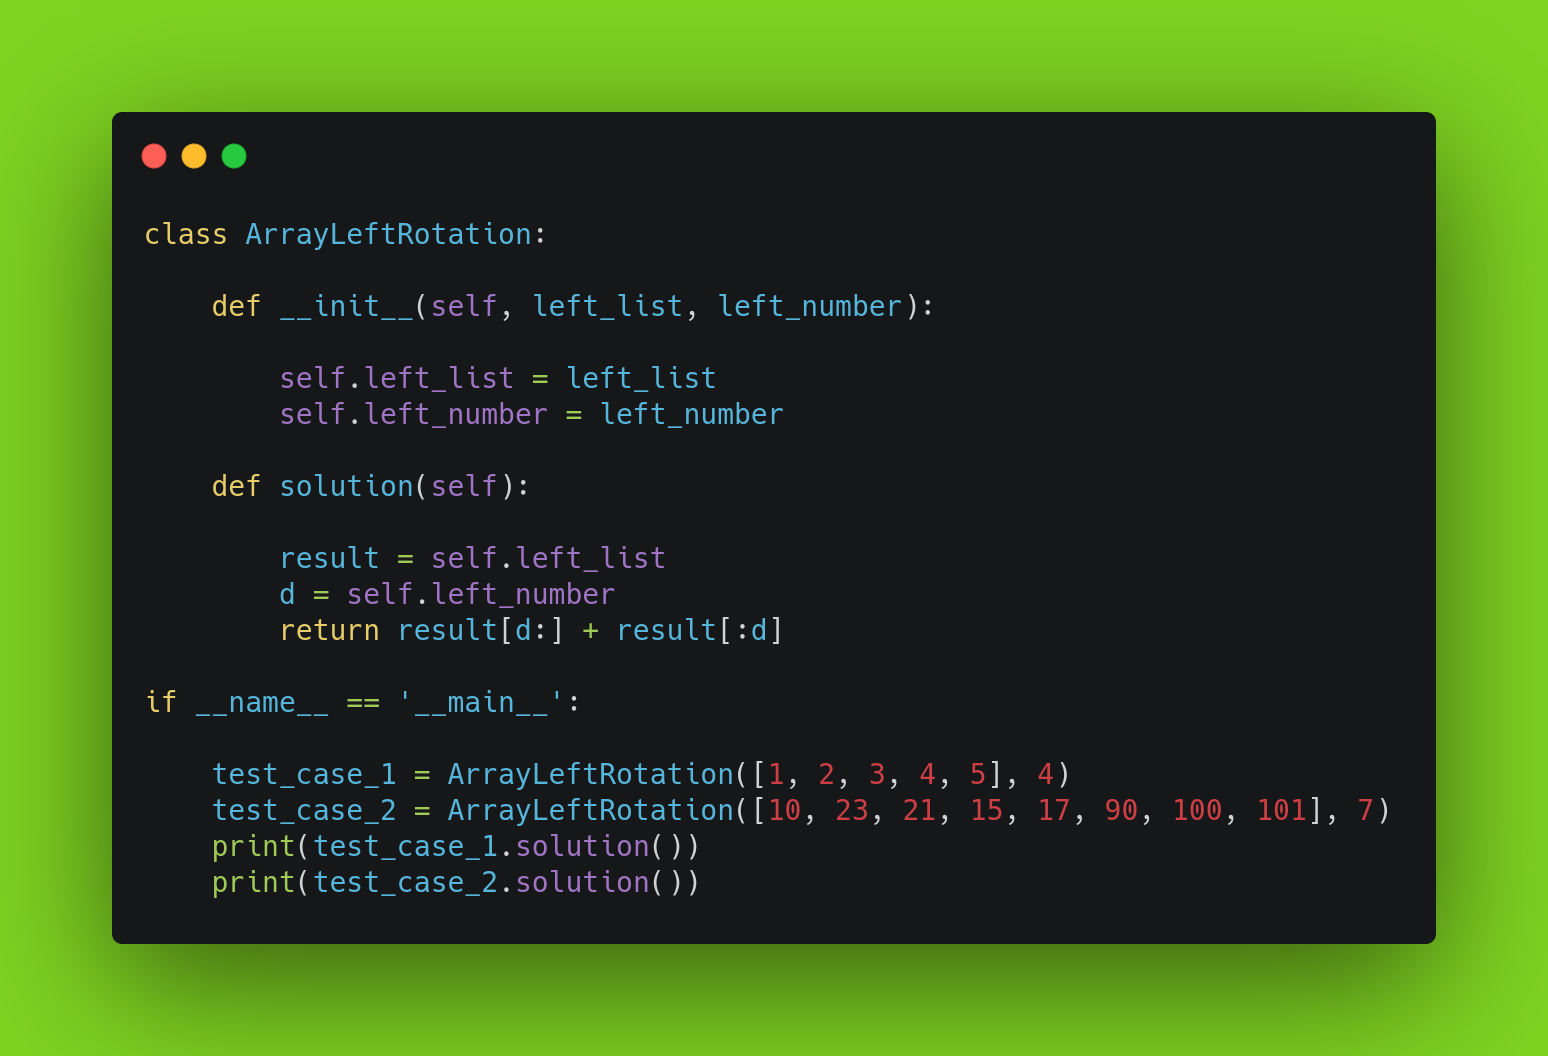 class ArrayLeftRotation:
    def __init__(self, left_list, left_number):
        self.left_list = left_list
        self.left_number = left_number
    def solution(self):
        result = self.left_list
        d = self.left_number
        return result[d:] + result[:d]
if __name__ == '__main__':
    test_case_1 = ArrayLeftRotation([1, 2, 3, 4, 5], 4)
    test_case_2 = ArrayLeftRotation([10, 23, 21, 15, 17, 90, 100, 101], 7)
    print(test_case_1.solution())
    print(test_case_2.solution())